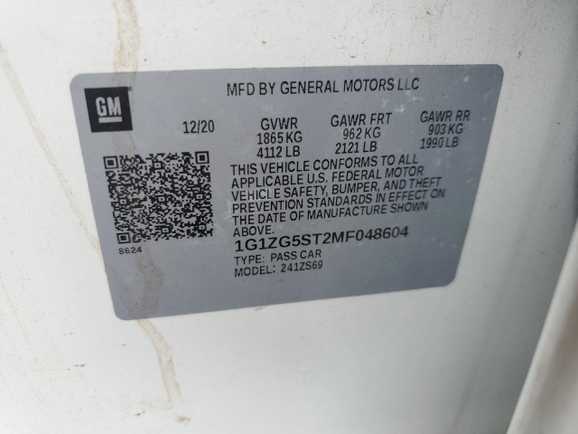 MFD BY GENERAL MOTORS LLC
GM
12/20 GVWR GAWR FRT GAWR RR
1865 KG 962 KG 903 KG
4112 LB 2121 LB 1990 LB
THIS VEHICLE CONFORMS TO ALL
APPLICABLE U.S. FEDERAL MOTOR
VEHICLE SAFETY, BUMPER, AND THEFT
PREVENTION STANDARDS IN EFFECT ON
THE DATE OF MANUFACTURE SHOWN
ABOVE.
8624
1G1ZG5ST2MF048604
TYPE: PASS CAR
MODEL: 241ZS69